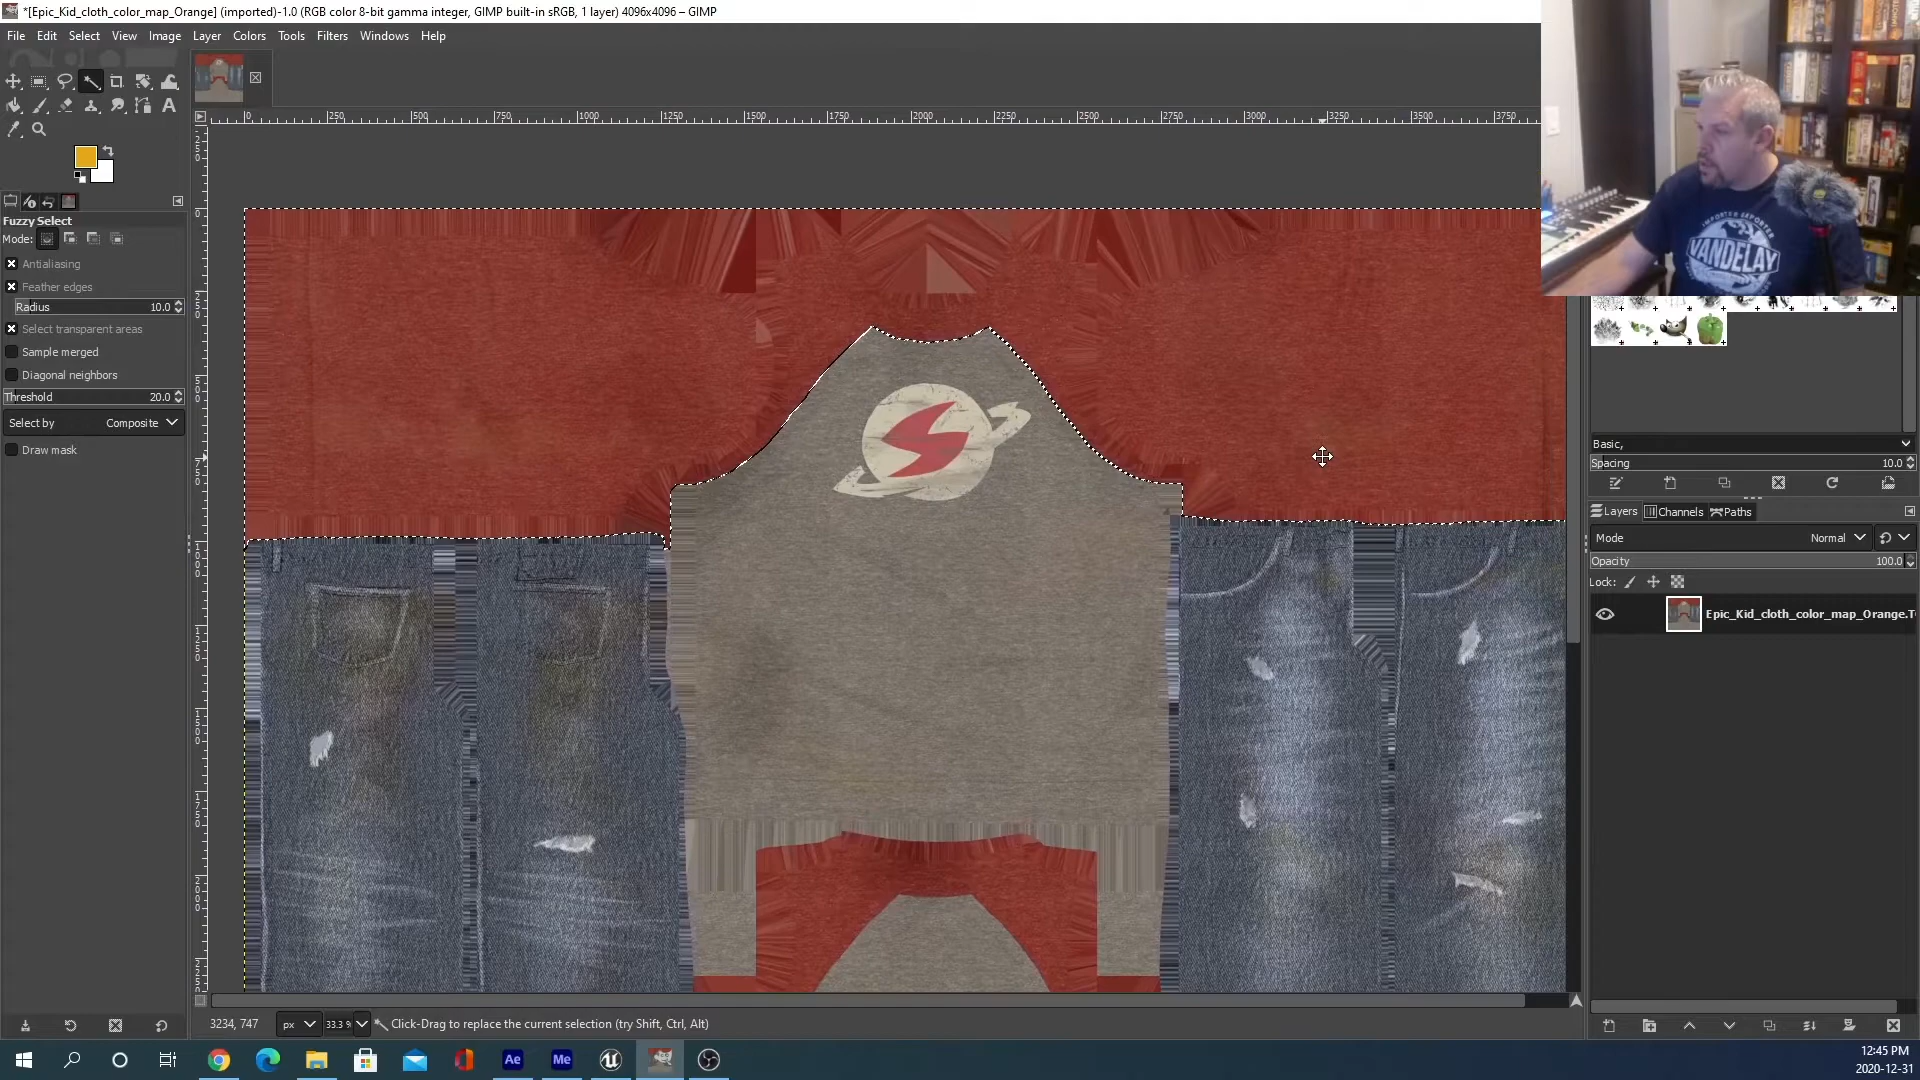 *[Epic_Kid_cloth_color_map_Orange] (imported)-1.0 (RGB color 8-bit gamma integer, GIMP built-in sRGB, 1 layer) 4096x4096 – GIMP
File Edit Select View Image Layer Colors Tools Filters Windows Help
0 250 500 750 1000 1250 1500 1750 2000 2250 2500 2750 3000 3250 3500 3750
Fuzzy Select
Mode:
Antialiasing
Feather edges
Radius 10.0
Select transparent areas
Sample merged
Diagonal neighbors
Threshold 20.0
Select by Composite
Draw mask
S
IMPORTER EXPORTER
VANDELAY
Basic,
Spacing 10.0
Layers Channels Paths
Mode Normal
Opacity 100.0
Lock:
Epic_Kid_cloth_color_map_Orange.T
3234, 747 px 33.3 % Click-Drag to replace the current selection (try Shift, Ctrl, Alt)
Ae Me
12:45 PM
2020-12-31